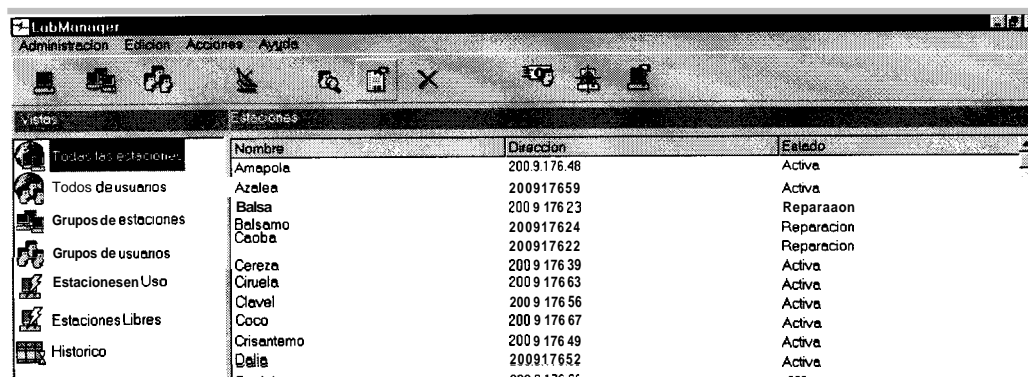 LabManager
Administracion Edicion Acciones Ayuda
Vistas Estaciones
Todas las estaciones
Todos de usuarios
Grupos de estaciones
Grupos de usuarios
Estaciones en Uso
Estaciones Libres
Historico
Nombre Direccion Estado
Amapola 200.9.176.48 Activa
Azalea 200917659 Activa
Balsa 200 9 176 23 Reparaaon
Balsamo 200917624 Reparacion
Caoba 200917622 Reparacion
Cereza 200 9 176 39 Activa
Ciruela 200 9 176 63 Activa
Clavel 200 9 176 56 Activa
Coco 200 9 176 67 Activa
Crisantemo 200 9 176 49 Activa
Dalia 200917652 Activa